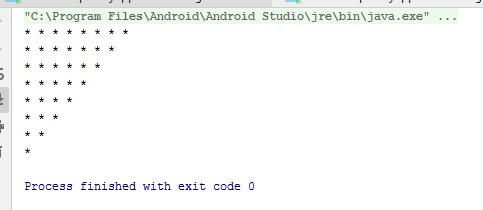 "C:\Program Files\Android\Android Studio\jre\bin\java.exe" ...
* * * * * * * *
* * * * * * *
* * * * * *
* * * * *
* * * *
* * *
* *
*
Process finished with exit code 0